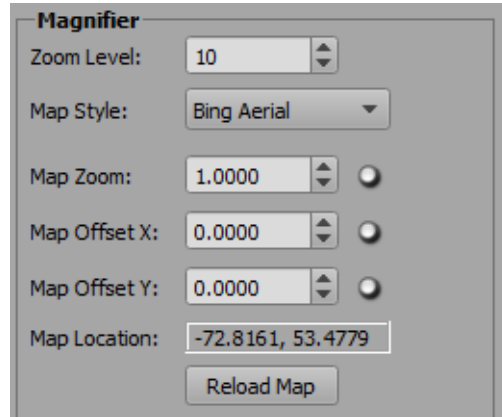 Magnifier
Zoom Level: 10
Map Style: Bing Aerial
Map Zoom: 1.0000
Map Offset X: 0.0000
Map Offset Y: 0.0000
Map Location: -72.8161, 53.4779
Reload Map